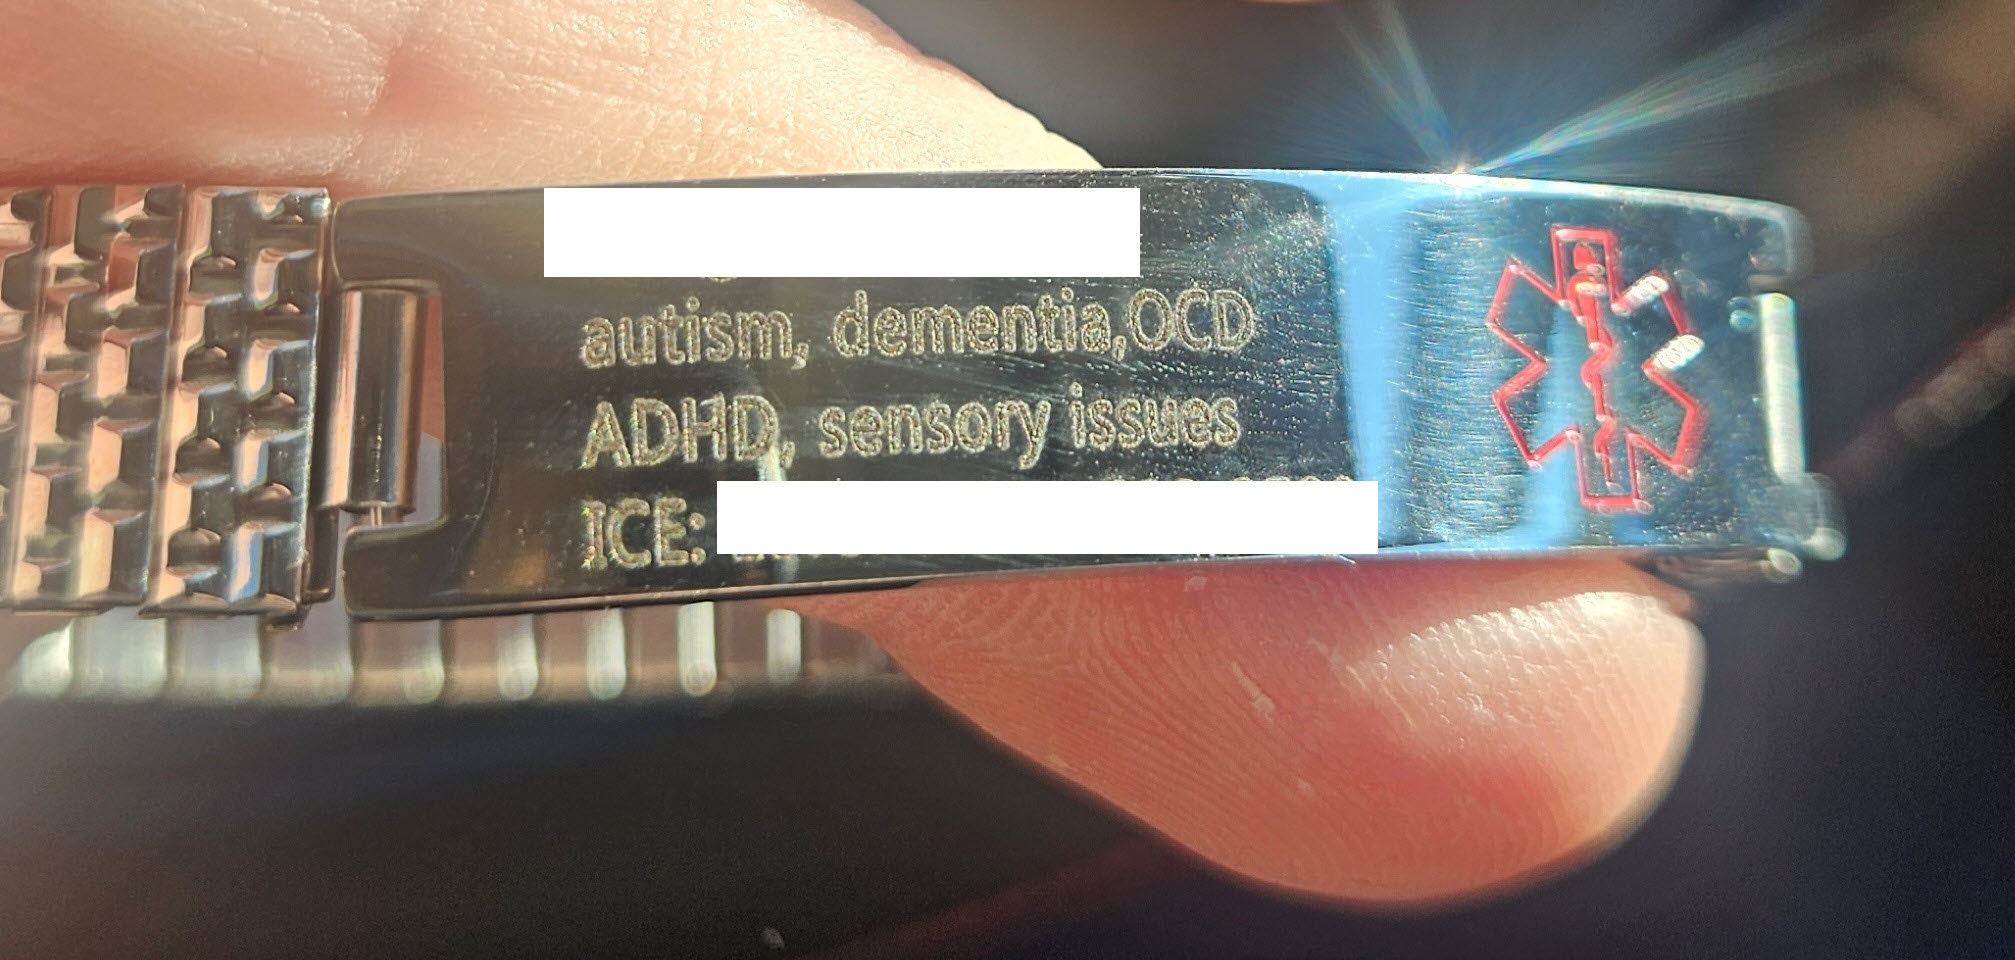 autism, dementia,OCD
ADHD, sensory issues
ICE: